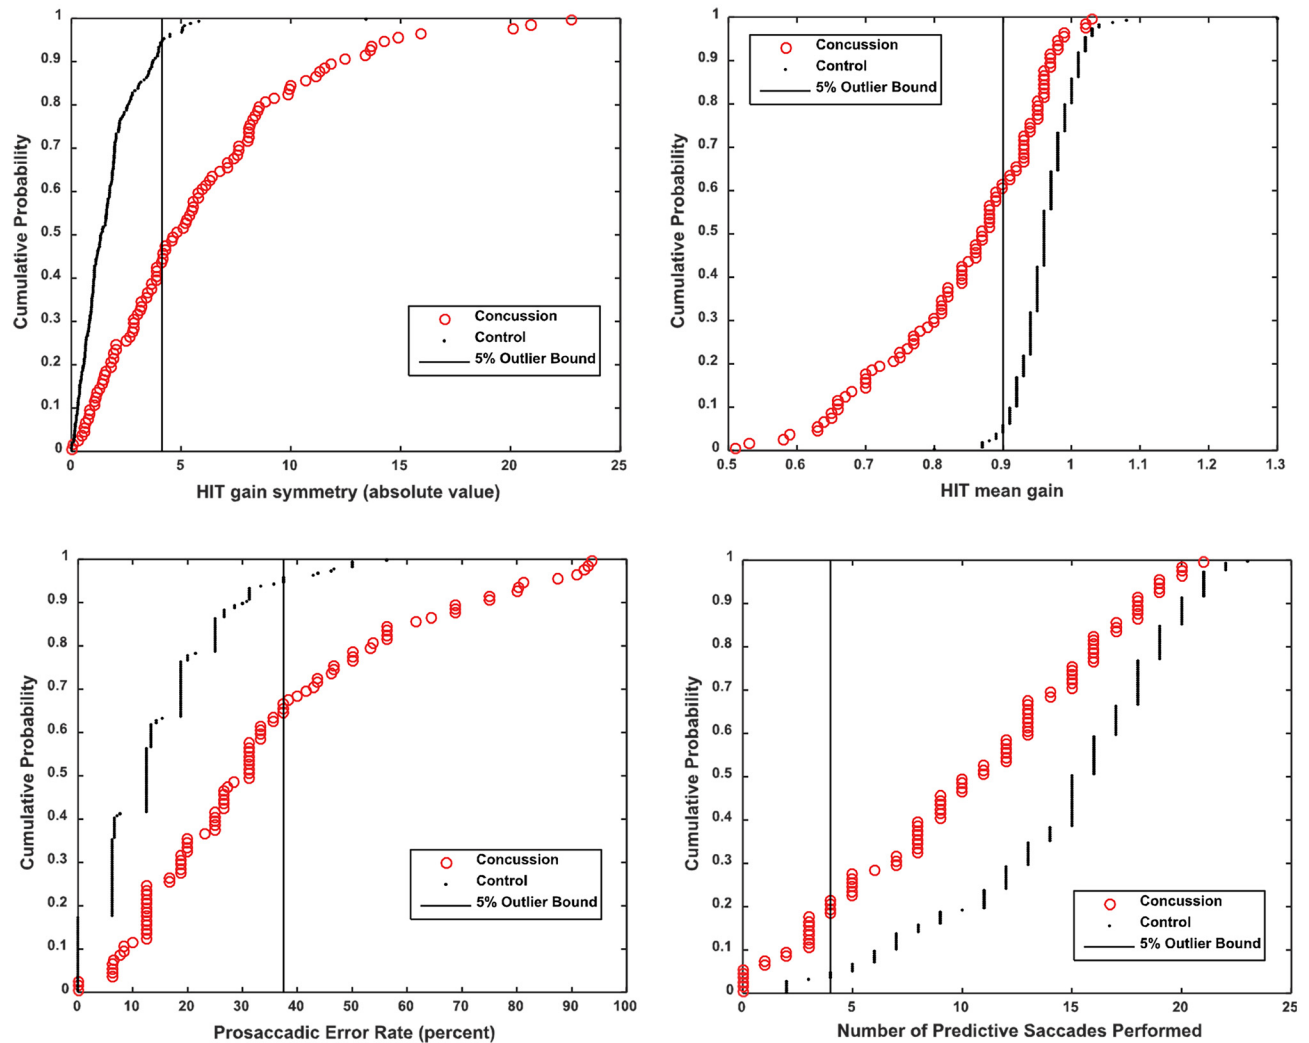 1
0.9
0.8
0.7
0.6
0.5
0.4
0.3
0.2
0.1
0
Cumulative Probability
Concussion
Control
5% Outlier Bound
0 5 10 15 20 25
HIT gain symmetry (absolute value)
1
0.9
0.8
0.7
0.6
0.5
0.4
0.3
0.2
0.1
0
Cumulative Probability
Concussion
Control
5% Outlier Bound
0.5 0.6 0.7 0.8 0.9 1 1.1 1.2 1.3
HIT mean gain
1
0.9
0.8
0.7
0.6
0.5
0.4
0.3
0.2
0.1
0
Cumulative Probability
Concussion
Control
5% Outlier Bound
0 10 20 30 40 50 60 70 80 90 100
Prosaccadic Error Rate (percent)
1
0.9
0.8
0.7
0.6
0.5
0.4
0.3
0.2
0.1
0
Cumulative Probability
Concussion
Control
5% Outlier Bound
0 5 10 15 20 25
Number of Predictive Saccades Performed